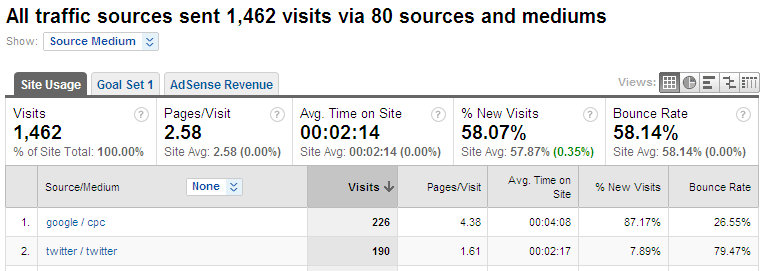 All traffic sources sent 1,462 visits via 80 sources and mediums
Show: Source Medium
Site Usage Goal Set 1 AdSense Revenue Views:
Visits ? Pages/Visit ? Avg. Time on Site ? % New Visits ? Bounce Rate ?
1,462 2.58 00:02:14 58.07% 58.14%
% of Site Total: 100.00% Site Avg: 2.58 (0.00%) Site Avg: 00:02:14 (0.00%) Site Avg: 57.87% (0.35%) Site Avg: 58.14% (0.00%)
Source/Medium None Visits ↓ Pages/Visit Avg. Time on % New Visits Bounce Rate
Site
1. google / cpc 226 4.38 00:04:08 87.17% 26.55%
2. twitter / twitter 190 1.61 00:02:17 7.89% 79.47%